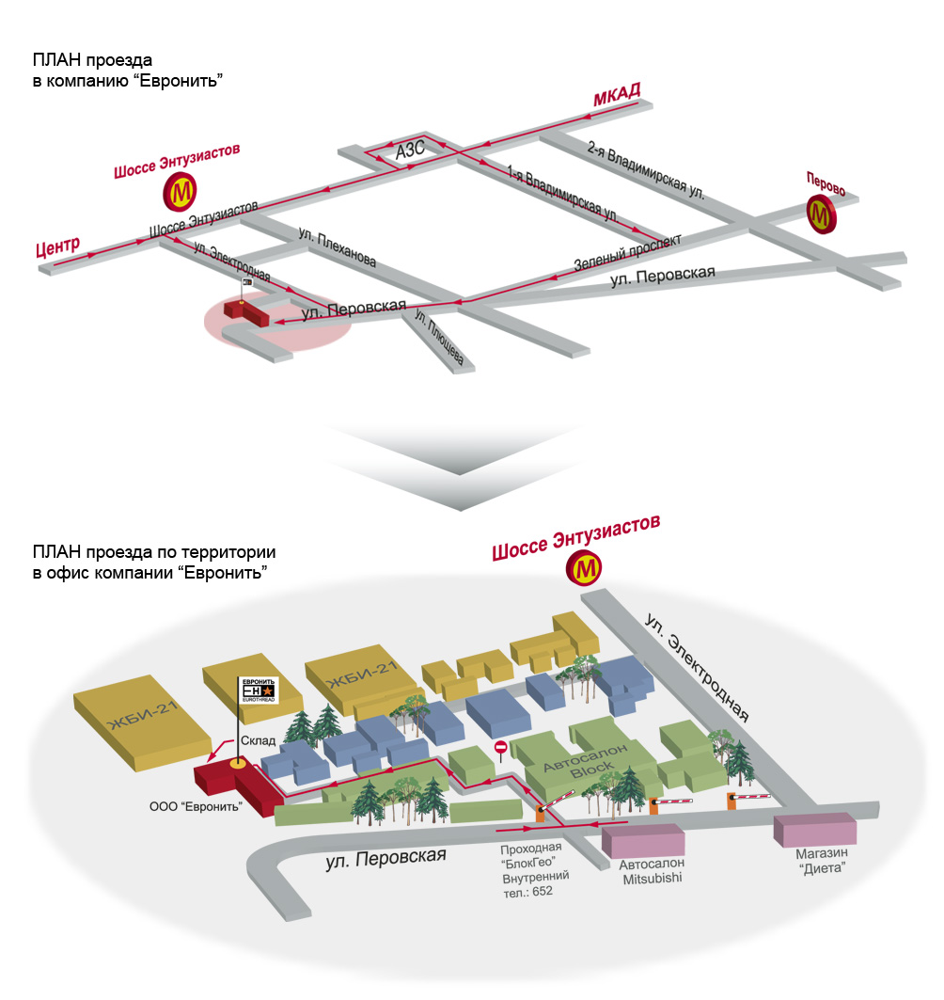 ПЛАН проезда
в компанию “Евронить”
МКАД
АЗС
2-я Владимирская ул.
Шоссе Энтузиастов
М
1-я Владимирская ул.
Перово
М
Шоссе Энтузиастов
Центр
ул. Плеханова
ул. Электродная
Зеленый проспект
ул. Перовская
ул. Перовская
ул. Плющева
Шоссе Энтузиастов
М
ПЛАН проезда по территории
в офис компании “Евронить”
ул. Электродная
ЖБИ-21
ЖБИ-21
ЕВРОНИТЬ
EUROTHREAD
Склад
Автосалон
Block
ООО “Евронить”
ул. Перовская
Проходная
“БлокГео”
Внутренний
тел.: 652
Автосалон
Mitsubishi
Магазин
“Диета”